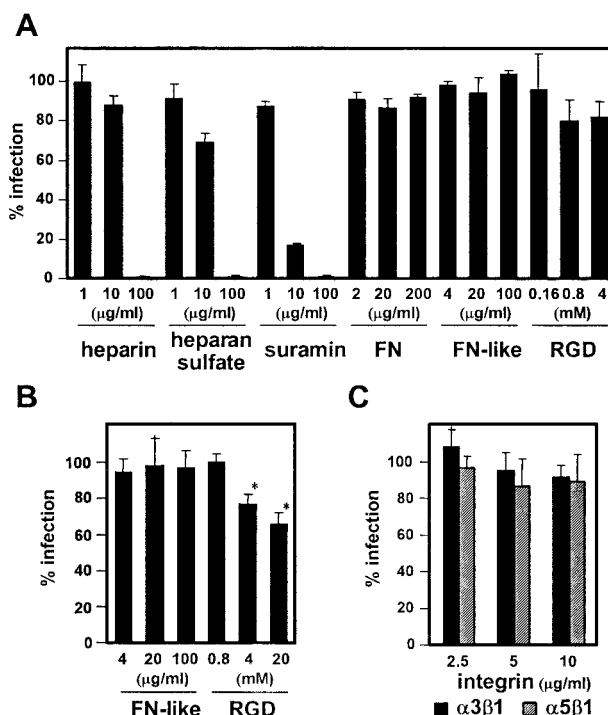 A
% infection
100
80
60
40
20
0
1 10 100 1 10 100 1 10 100 2 20 200 4 20 100 0.16 0.8 4
(μg/ml) (μg/ml) (μg/ml) (μg/ml) (μg/ml) (mM)
heparin heparan sulfate suramin FN FN-like RGD
B
% infection
100
80
60
40
20
0
* *
4 20 100 0.8 4 20
(μg/ml) (mM)
FN-like RGD
C
% infection
100
80
60
40
20
0
2.5 5 10
integrin (μg/ml)
α3β1 α5β1